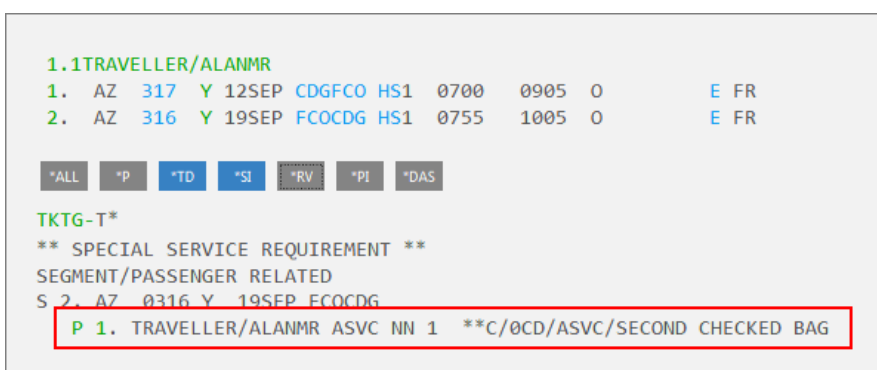 1.1TRAVELLER/ALANMR
1. AZ 317 Y 12SEP CDGFCO HS1 0700 0905 O E FR
2. AZ 316 Y 19SEP FCOCDG HS1 0755 1005 O E FR
*ALL *P *TD *SI *RV *PI *DAS
TKTG-T*
** SPECIAL SERVICE REQUIREMENT **
SEGMENT/PASSENGER RELATED
S 2. AZ 0316 Y 19SEP FCOCDG
P 1. TRAVELLER/ALANMR ASVC NN 1 **C/0CD/ASVC/SECOND CHECKED BAG